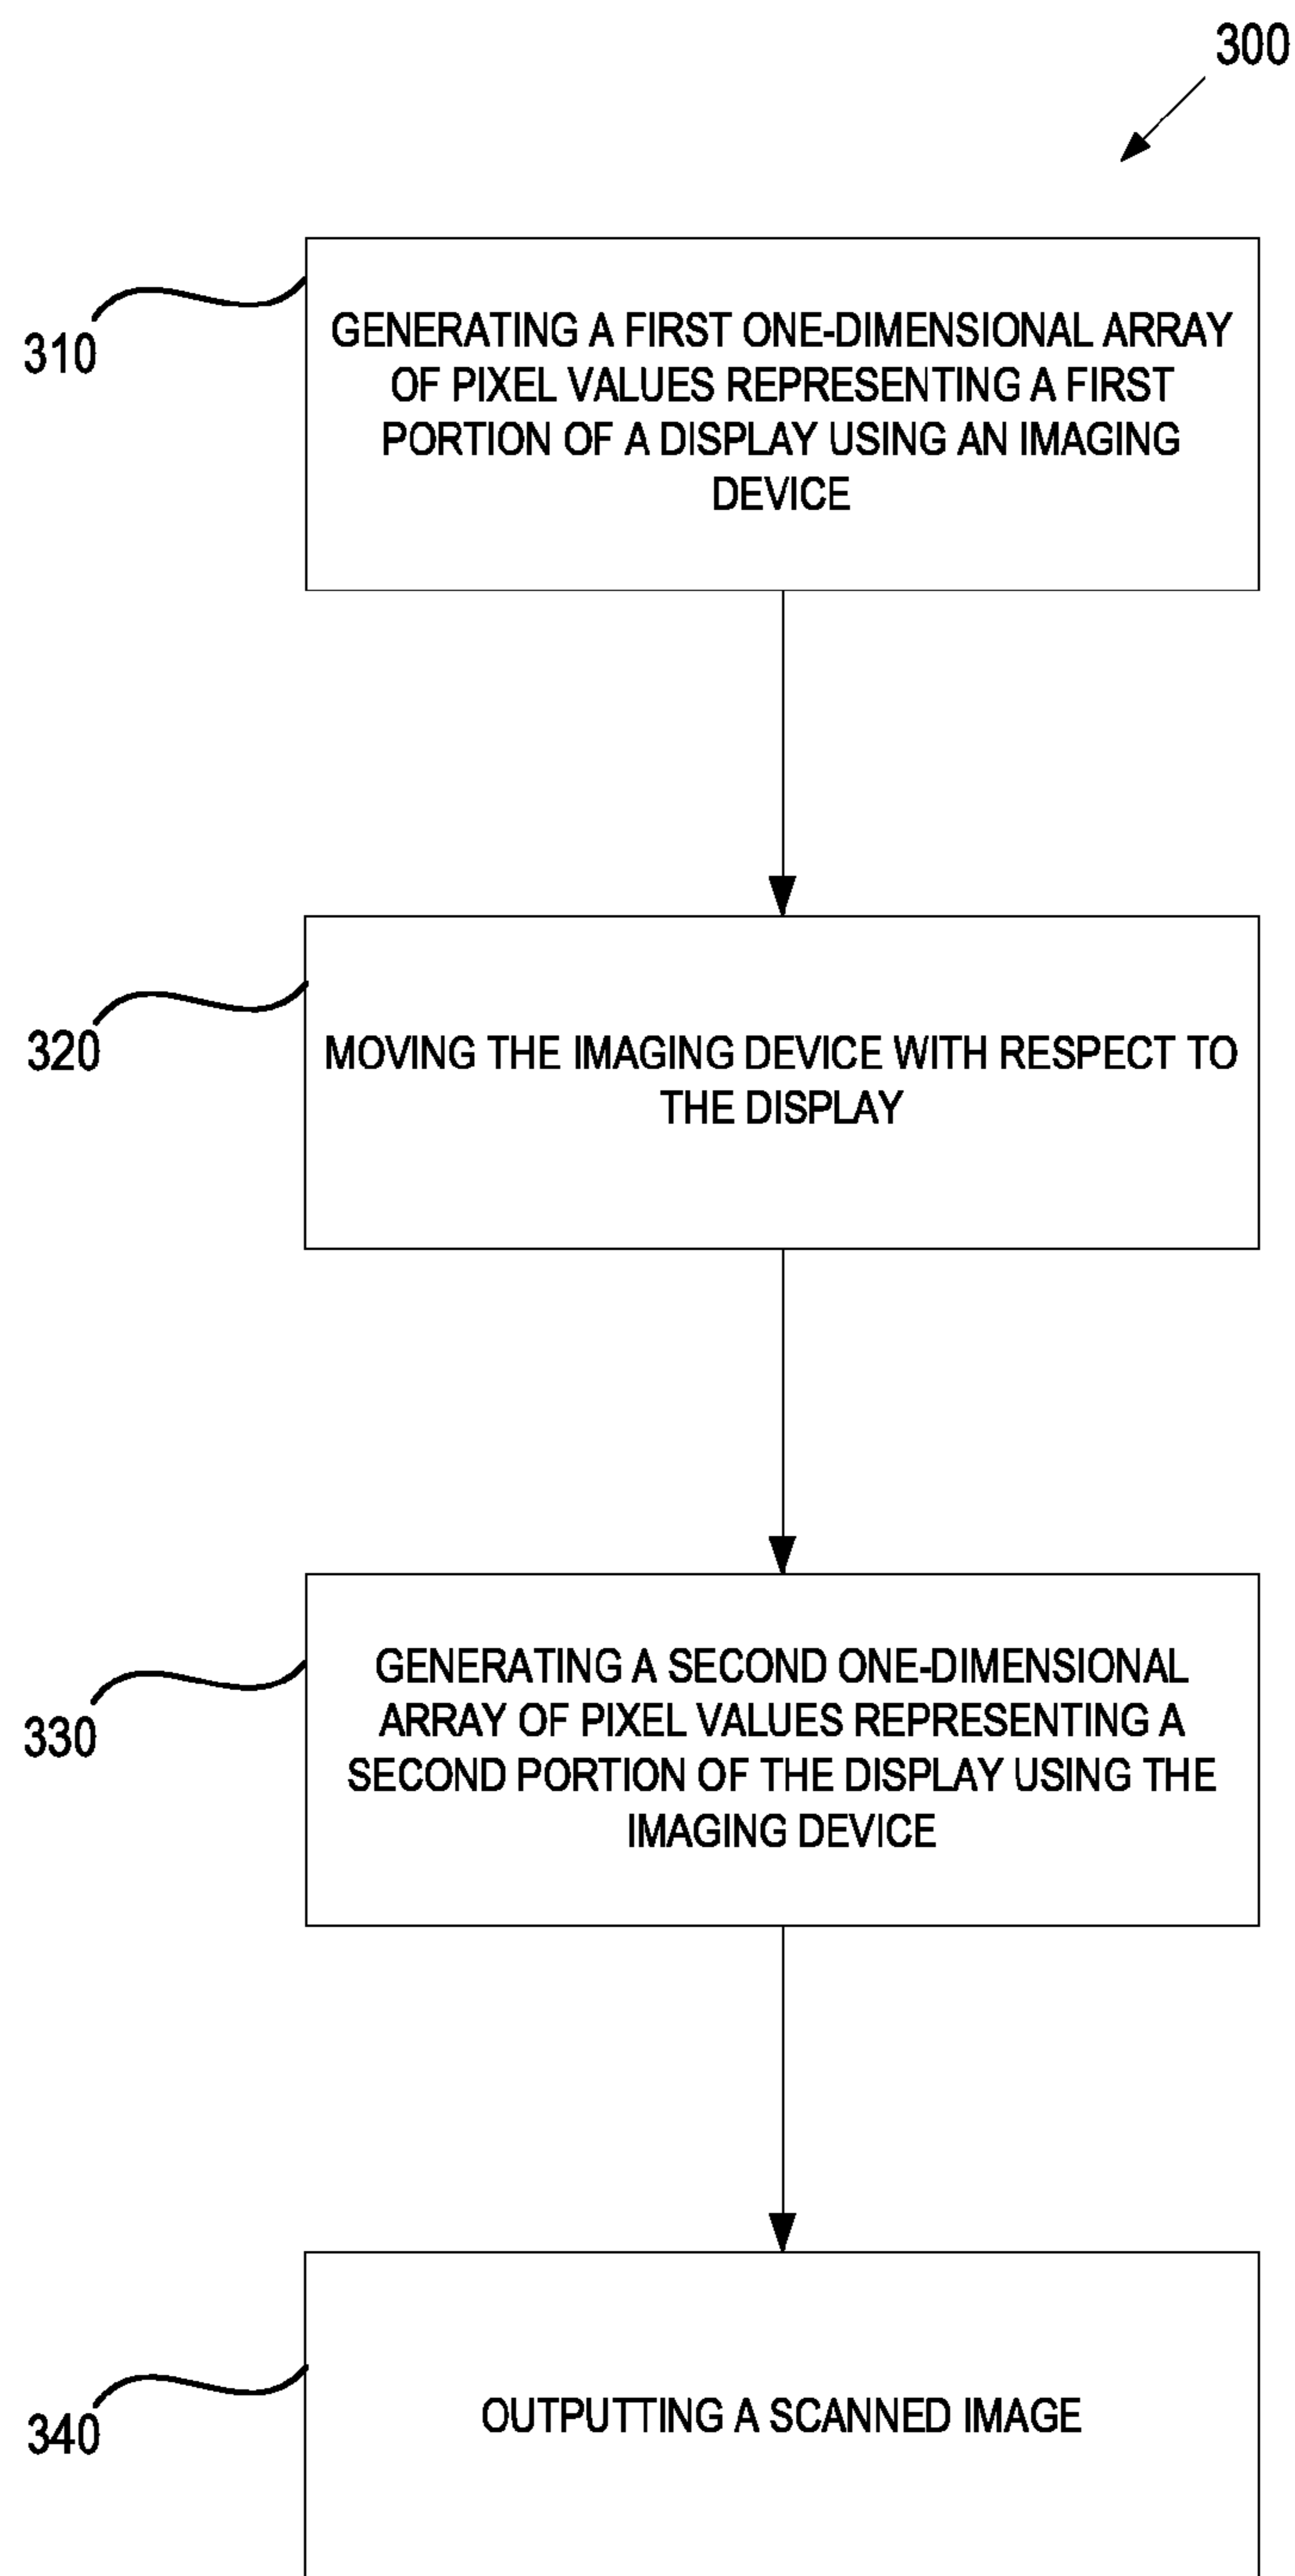 300
310
GENERATING A FIRST ONE-DIMENSIONAL ARRAY
OF PIXEL VALUES REPRESENTING A FIRST
PORTION OF A DISPLAY USING AN IMAGING
DEVICE
320
MOVING THE IMAGING DEVICE WITH RESPECT TO
THE DISPLAY
330
GENERATING A SECOND ONE-DIMENSIONAL
ARRAY OF PIXEL VALUES REPRESENTING A
SECOND PORTION OF THE DISPLAY USING THE
IMAGING DEVICE
340
OUTPUTTING A SCANNED IMAGE